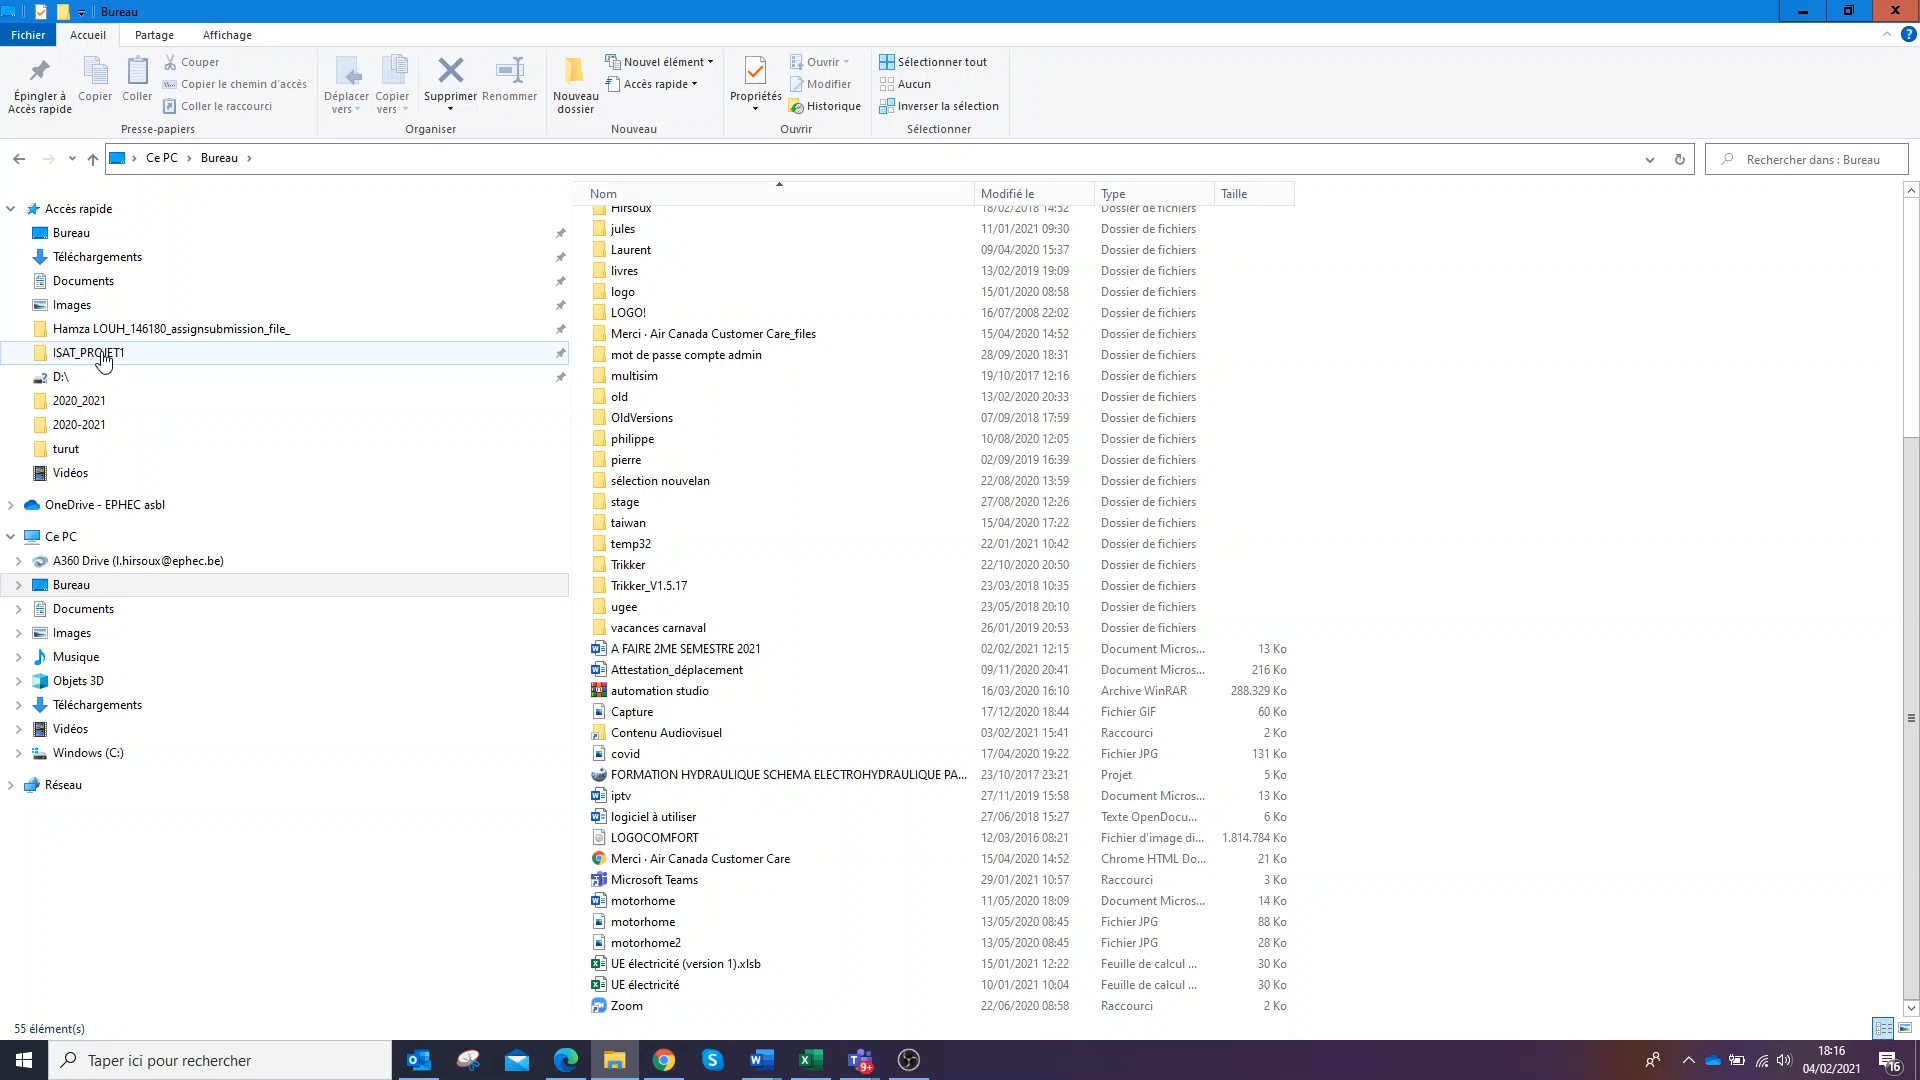 Bureau
Fichier Accueil Partage Affichage
Épingler à Accès rapide
Copier
Coller
Couper
Copier le chemin d'accès
Coller le raccourci
Presse-papiers
Déplacer vers
Copier vers
Supprimer
Renommer
Organiser
Nouveau dossier
Nouvel élément
Accès rapide
Nouveau
Propriétés
Ouvrir
Modifier
Historique
Ouvrir
Sélectionner tout
Aucun
Inverser la sélection
Sélectionner
Ce PC > Bureau >
Rechercher dans : Bureau
Accès rapide
Bureau
Téléchargements
Documents
Images
Hamza LOUH_146180_assignsubmission_file_
ISAT_PROJET1
D:\
2020_2021
2020-2021
turut
Vidéos
OneDrive - EPHEC asbl
Ce PC
A360 Drive (l.hirsoux@ephec.be)
Bureau
Documents
Images
Musique
Objets 3D
Téléchargements
Vidéos
Windows (C:)
Réseau
Nom Modifié le Type Taille
Hirsoux 18/02/2018 14:52 Dossier de fichiers
jules 11/01/2021 09:30 Dossier de fichiers
Laurent 09/04/2020 15:37 Dossier de fichiers
livres 13/02/2019 19:09 Dossier de fichiers
logo 15/01/2020 08:58 Dossier de fichiers
LOGO! 16/07/2008 22:02 Dossier de fichiers
Merci · Air Canada Customer Care_files 15/04/2020 14:52 Dossier de fichiers
mot de passe compte admin 28/09/2020 18:31 Dossier de fichiers
multisim 19/10/2017 12:16 Dossier de fichiers
old 13/02/2020 20:33 Dossier de fichiers
OldVersions 07/09/2018 17:59 Dossier de fichiers
philippe 10/08/2020 12:05 Dossier de fichiers
pierre 02/09/2019 16:39 Dossier de fichiers
sélection nouvelan 22/08/2020 13:59 Dossier de fichiers
stage 27/08/2020 12:26 Dossier de fichiers
taiwan 15/04/2020 17:22 Dossier de fichiers
temp32 22/01/2021 10:42 Dossier de fichiers
Trikker 22/10/2020 20:50 Dossier de fichiers
Trikker_V1.5.17 23/03/2018 10:35 Dossier de fichiers
ugee 23/05/2018 20:10 Dossier de fichiers
vacances carnaval 26/01/2019 20:53 Dossier de fichiers
A FAIRE 2ME SEMESTRE 2021 02/02/2021 12:15 Document Micros... 13 Ko
Attestation_déplacement 09/11/2020 20:41 Document Micros... 216 Ko
automation studio 16/03/2020 16:10 Archive WinRAR 288.329 Ko
Capture 17/12/2020 18:44 Fichier GIF 60 Ko
Contenu Audiovisuel 03/02/2021 15:41 Raccourci 2 Ko
covid 17/04/2020 19:22 Fichier JPG 131 Ko
FORMATION HYDRAULIQUE SCHEMA ELECTROHYDRAULIQUE PA... 23/10/2017 23:21 Projet 5 Ko
iptv 27/11/2019 15:58 Document Micros... 13 Ko
logiciel à utiliser 27/06/2018 15:27 Texte OpenDocu... 6 Ko
LOGOCOMFORT 12/03/2016 08:21 Fichier d'image di... 1.814.784 Ko
Merci · Air Canada Customer Care 15/04/2020 14:52 Chrome HTML Do... 21 Ko
Microsoft Teams 29/01/2021 10:57 Raccourci 3 Ko
motorhome 11/05/2020 18:09 Document Micros... 14 Ko
motorhome 13/05/2020 08:45 Fichier JPG 88 Ko
motorhome2 13/05/2020 08:45 Fichier JPG 28 Ko
UE électricité (version 1).xlsb 15/01/2021 12:22 Feuille de calcul ... 30 Ko
UE électricité 10/01/2021 10:04 Feuille de calcul ... 30 Ko
Zoom 22/06/2020 08:58 Raccourci 2 Ko
55 élément(s)
Taper ici pour rechercher
9+
18:16
04/02/2021
16